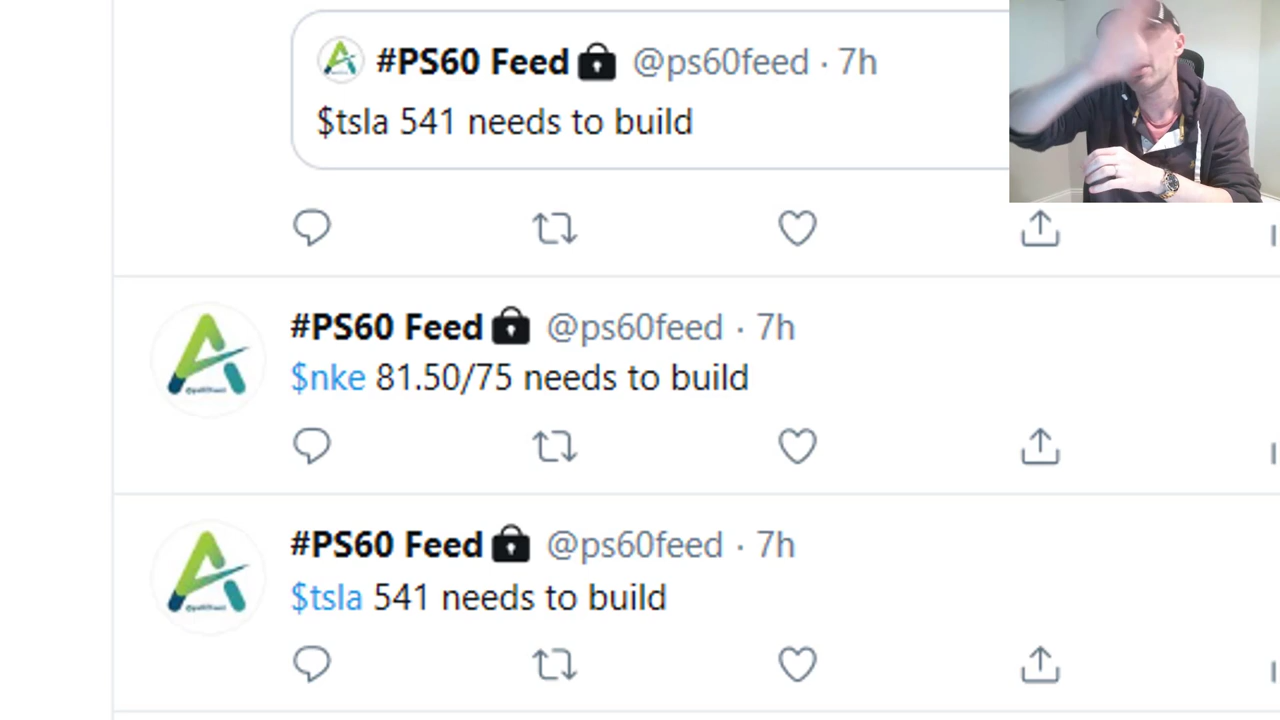 #PS60 Feed @ps60feed · 7h
$tsla 541 needs to build
#PS60 Feed @ps60feed · 7h
$nke 81.50/75 needs to build
#PS60 Feed @ps60feed · 7h
$tsla 541 needs to build